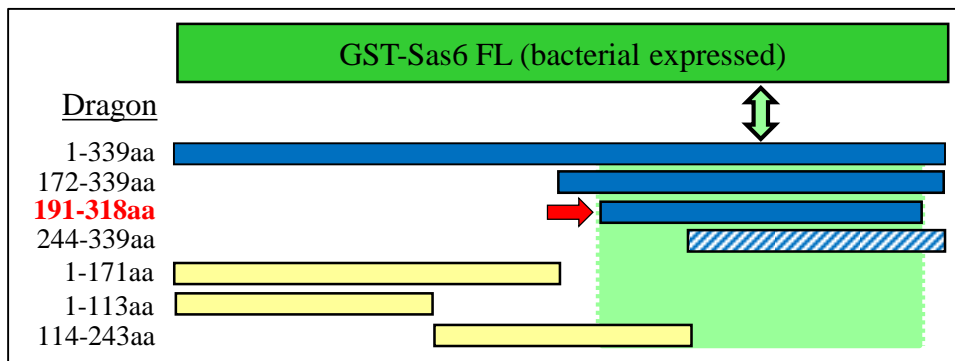 GST-Sas6 FL (bacterial expressed)
Dragon
1-339aa
172-339aa
191-318aa
244-339aa
1-171aa
1-113aa
114-243aa